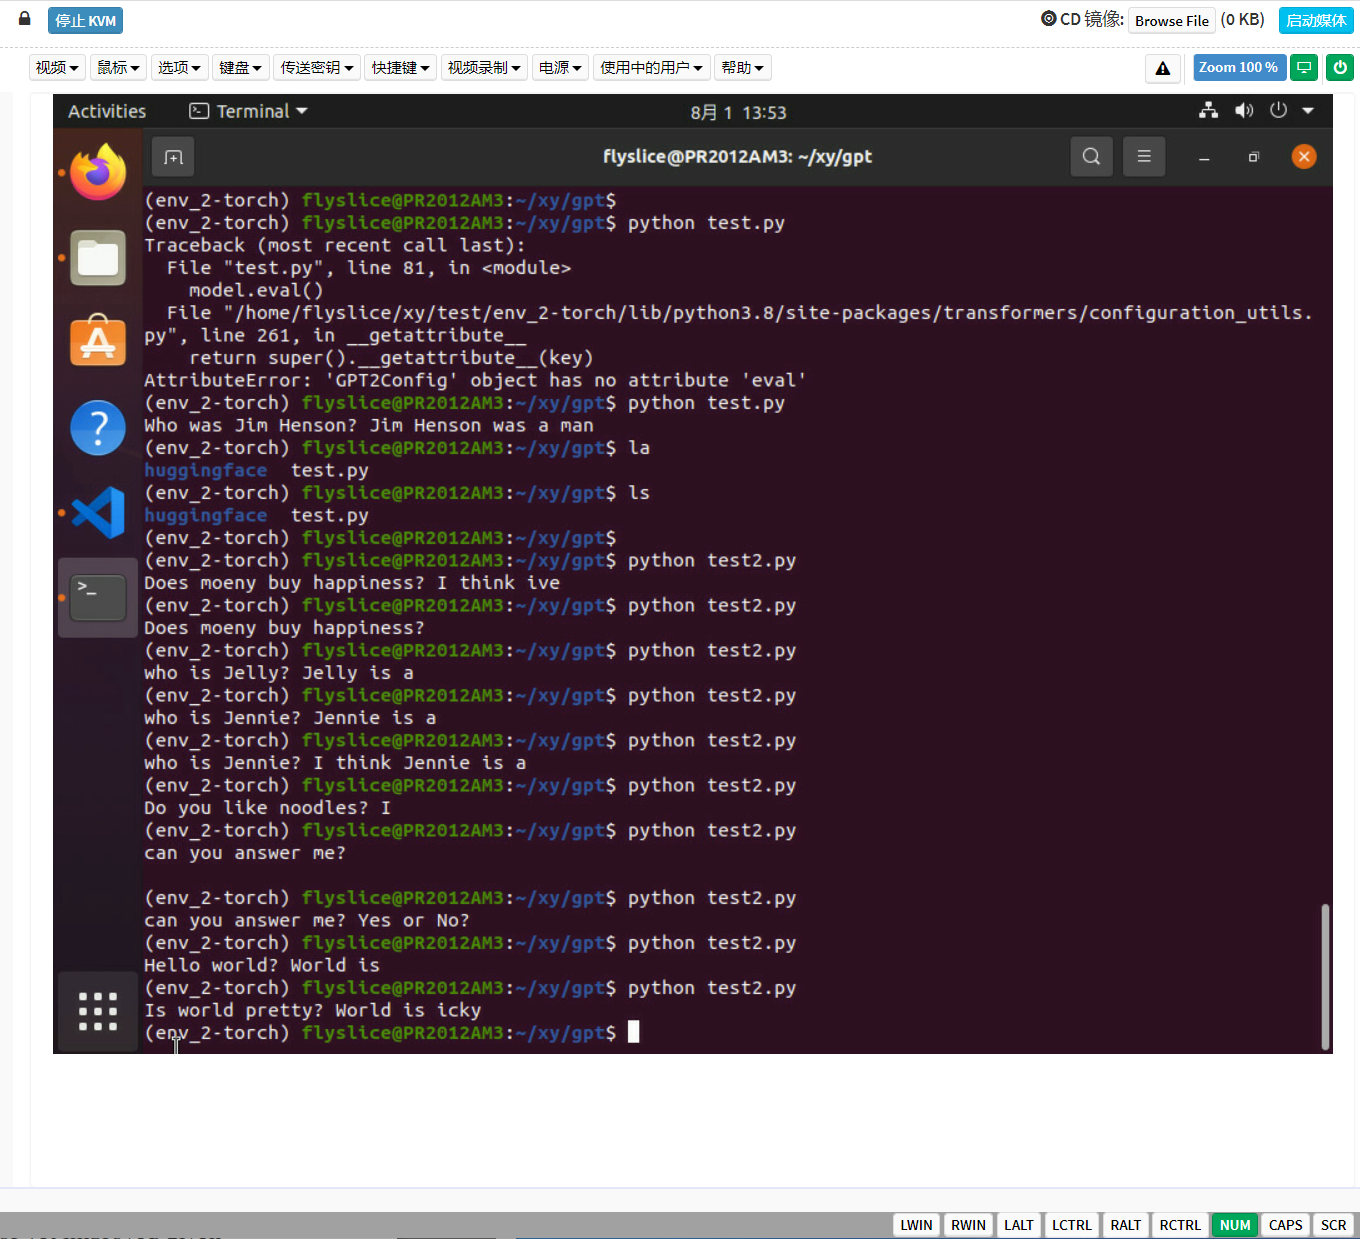 停止 KVM
CD 镜像: Browse File (0 KB) 启动媒体
视频 鼠标 选项 键盘 传送密钥 快捷键 视频录制 电源 使用中的用户 帮助 Zoom 100 %
Activities Terminal 8月 1 13:53
flyslice@PR2012AM3: ~/xy/gpt
(env_2-torch) flyslice@PR2012AM3:~/xy/gpt$
(env_2-torch) flyslice@PR2012AM3:~/xy/gpt$ python test.py
Traceback (most recent call last):
  File "test.py", line 81, in <module>
    model.eval()
  File "/home/flyslice/xy/test/env_2-torch/lib/python3.8/site-packages/transformers/configuration_utils.
py", line 261, in __getattribute__
    return super().__getattribute__(key)
AttributeError: 'GPT2Config' object has no attribute 'eval'
(env_2-torch) flyslice@PR2012AM3:~/xy/gpt$ python test.py
Who was Jim Henson? Jim Henson was a man
(env_2-torch) flyslice@PR2012AM3:~/xy/gpt$ la
huggingface  test.py
(env_2-torch) flyslice@PR2012AM3:~/xy/gpt$ ls
huggingface  test.py
(env_2-torch) flyslice@PR2012AM3:~/xy/gpt$
(env_2-torch) flyslice@PR2012AM3:~/xy/gpt$ python test2.py
Does moeny buy happiness? I think ive
(env_2-torch) flyslice@PR2012AM3:~/xy/gpt$ python test2.py
Does moeny buy happiness?
(env_2-torch) flyslice@PR2012AM3:~/xy/gpt$ python test2.py
who is Jelly? Jelly is a
(env_2-torch) flyslice@PR2012AM3:~/xy/gpt$ python test2.py
who is Jennie? Jennie is a
(env_2-torch) flyslice@PR2012AM3:~/xy/gpt$ python test2.py
who is Jennie? I think Jennie is a
(env_2-torch) flyslice@PR2012AM3:~/xy/gpt$ python test2.py
Do you like noodles? I
(env_2-torch) flyslice@PR2012AM3:~/xy/gpt$ python test2.py
can you answer me?
(env_2-torch) flyslice@PR2012AM3:~/xy/gpt$ python test2.py
can you answer me? Yes or No?
(env_2-torch) flyslice@PR2012AM3:~/xy/gpt$ python test2.py
Hello world? World is
(env_2-torch) flyslice@PR2012AM3:~/xy/gpt$ python test2.py
Is world pretty? World is icky
(env_2-torch) flyslice@PR2012AM3:~/xy/gpt$
LWIN RWIN LALT LCTRL RALT RCTRL NUM CAPS SCR